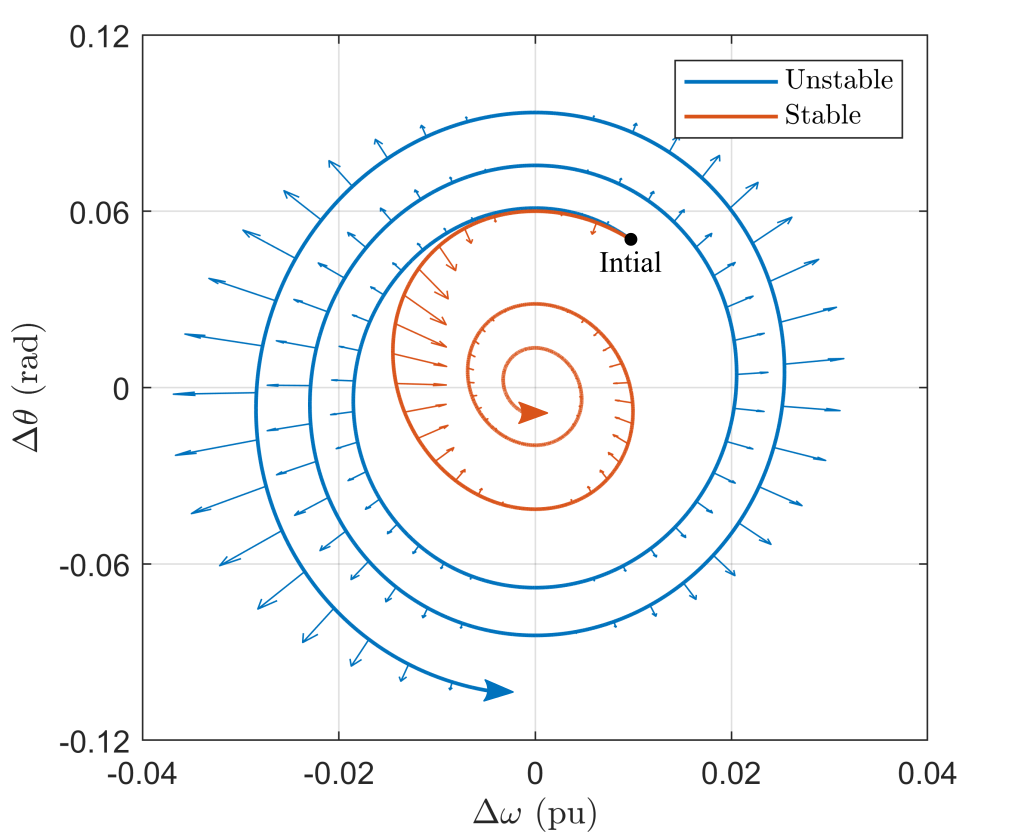 0.12
Unstable
Stable
0.06
Intial
0
-0.06
-0.12
Δθ (rad)
-0.04
-0.02
0
0.02
0.04
Δω (pu)